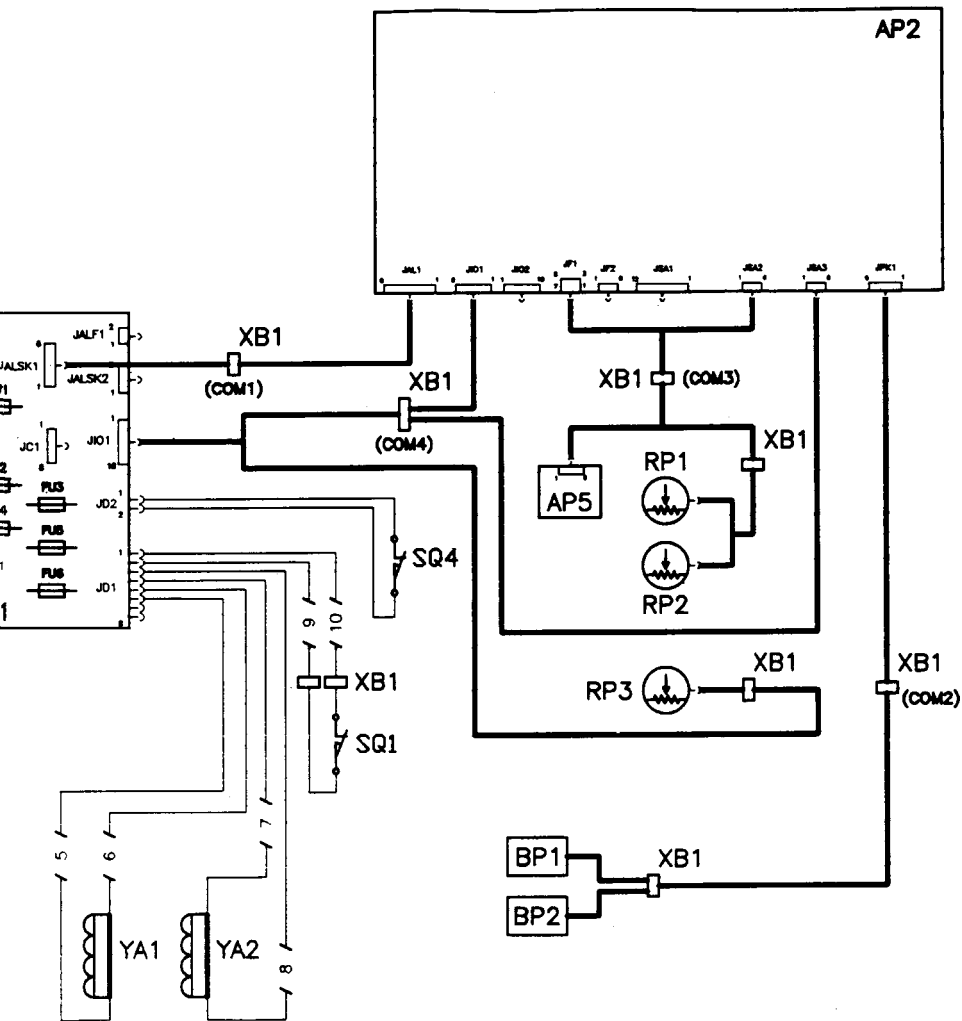 AP2
JAL1 JIO1 JIO2 JF1 JF2 JSA1 JSA2 JSA3 JPK1
JALF1
JALSK1
JALSK2
XB1
(COM1)
XB1
(COM4)
XB1 (COM3)
XB1
JC1
JIO1
RP1
AP5
RP2
FU3
JD2
FU5
SQ4
FU6
JD1
9
10
XB1
SQ1
RP3
XB1
XB1
(COM2)
5
6
7
8
BP1
XB1
BP2
YA1
YA2